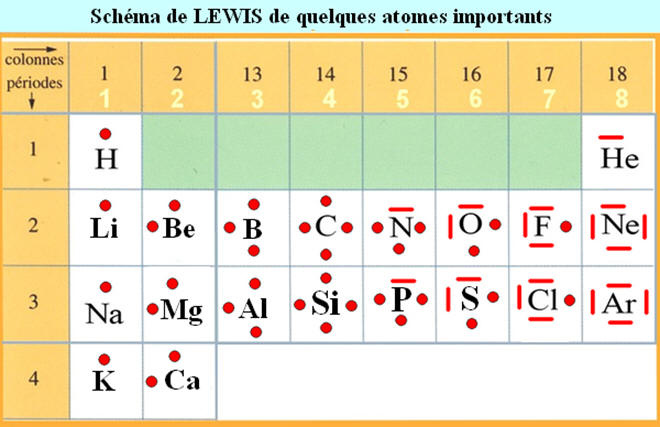 Schéma de LEWIS de quelques atomes importants
colonnes 1 2 13 14 15 16 17 18
périodes 1 2 3 4 5 6 7 8
1 H He
2 Li Be B C N O F Ne
3 Na Mg Al Si P S Cl Ar
4 K Ca